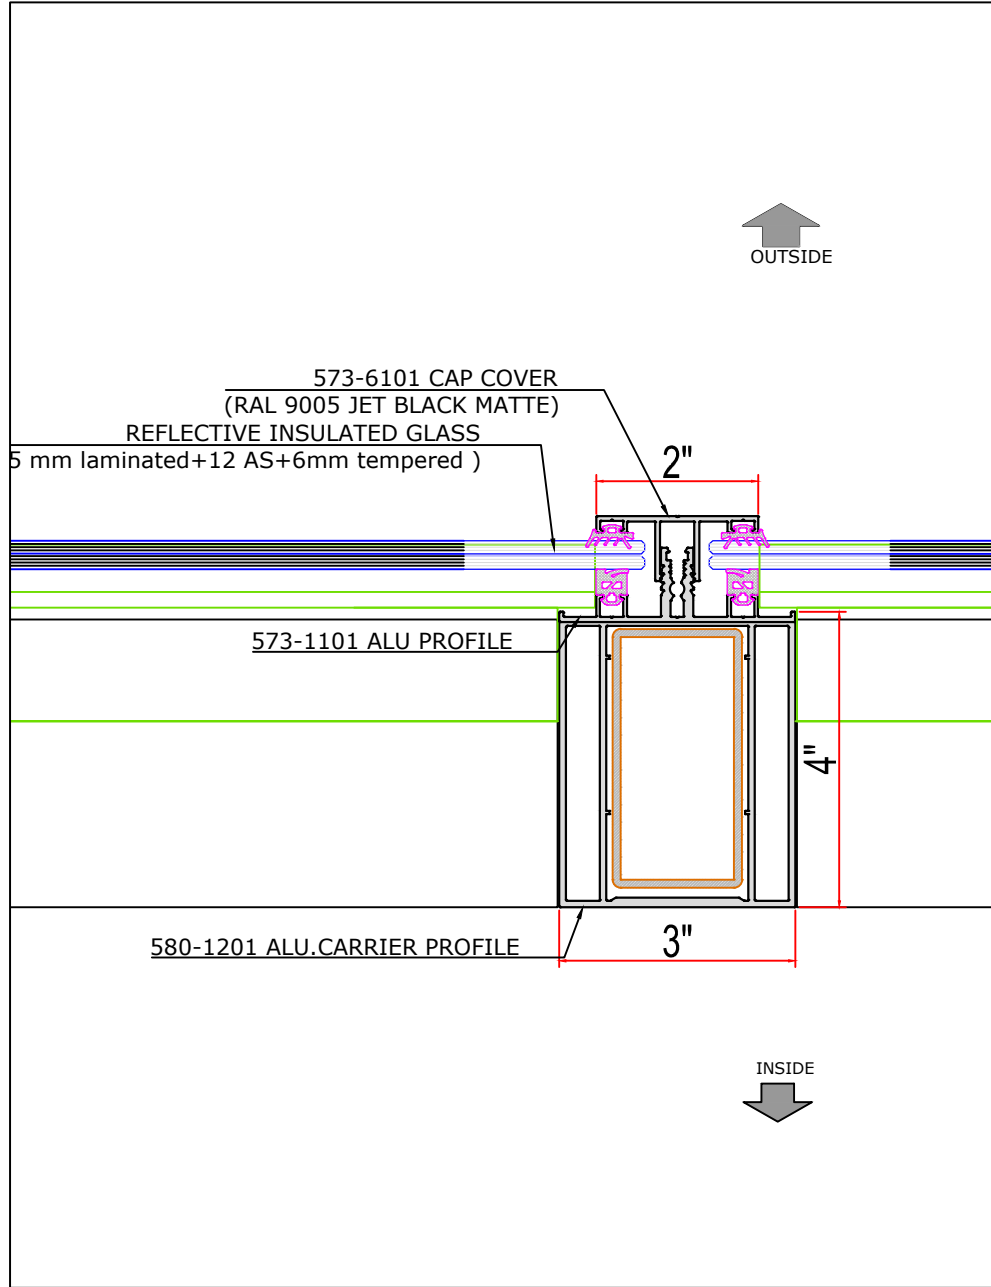 OUTSIDE
573-6101 CAP COVER
(RAL 9005 JET BLACK MATTE)
REFLECTIVE INSULATED GLASS
5 mm laminated+12 AS+6mm tempered )
2"
573-1101 ALU PROFILE
4"
580-1201 ALU.CARRIER PROFILE
3"
INSIDE